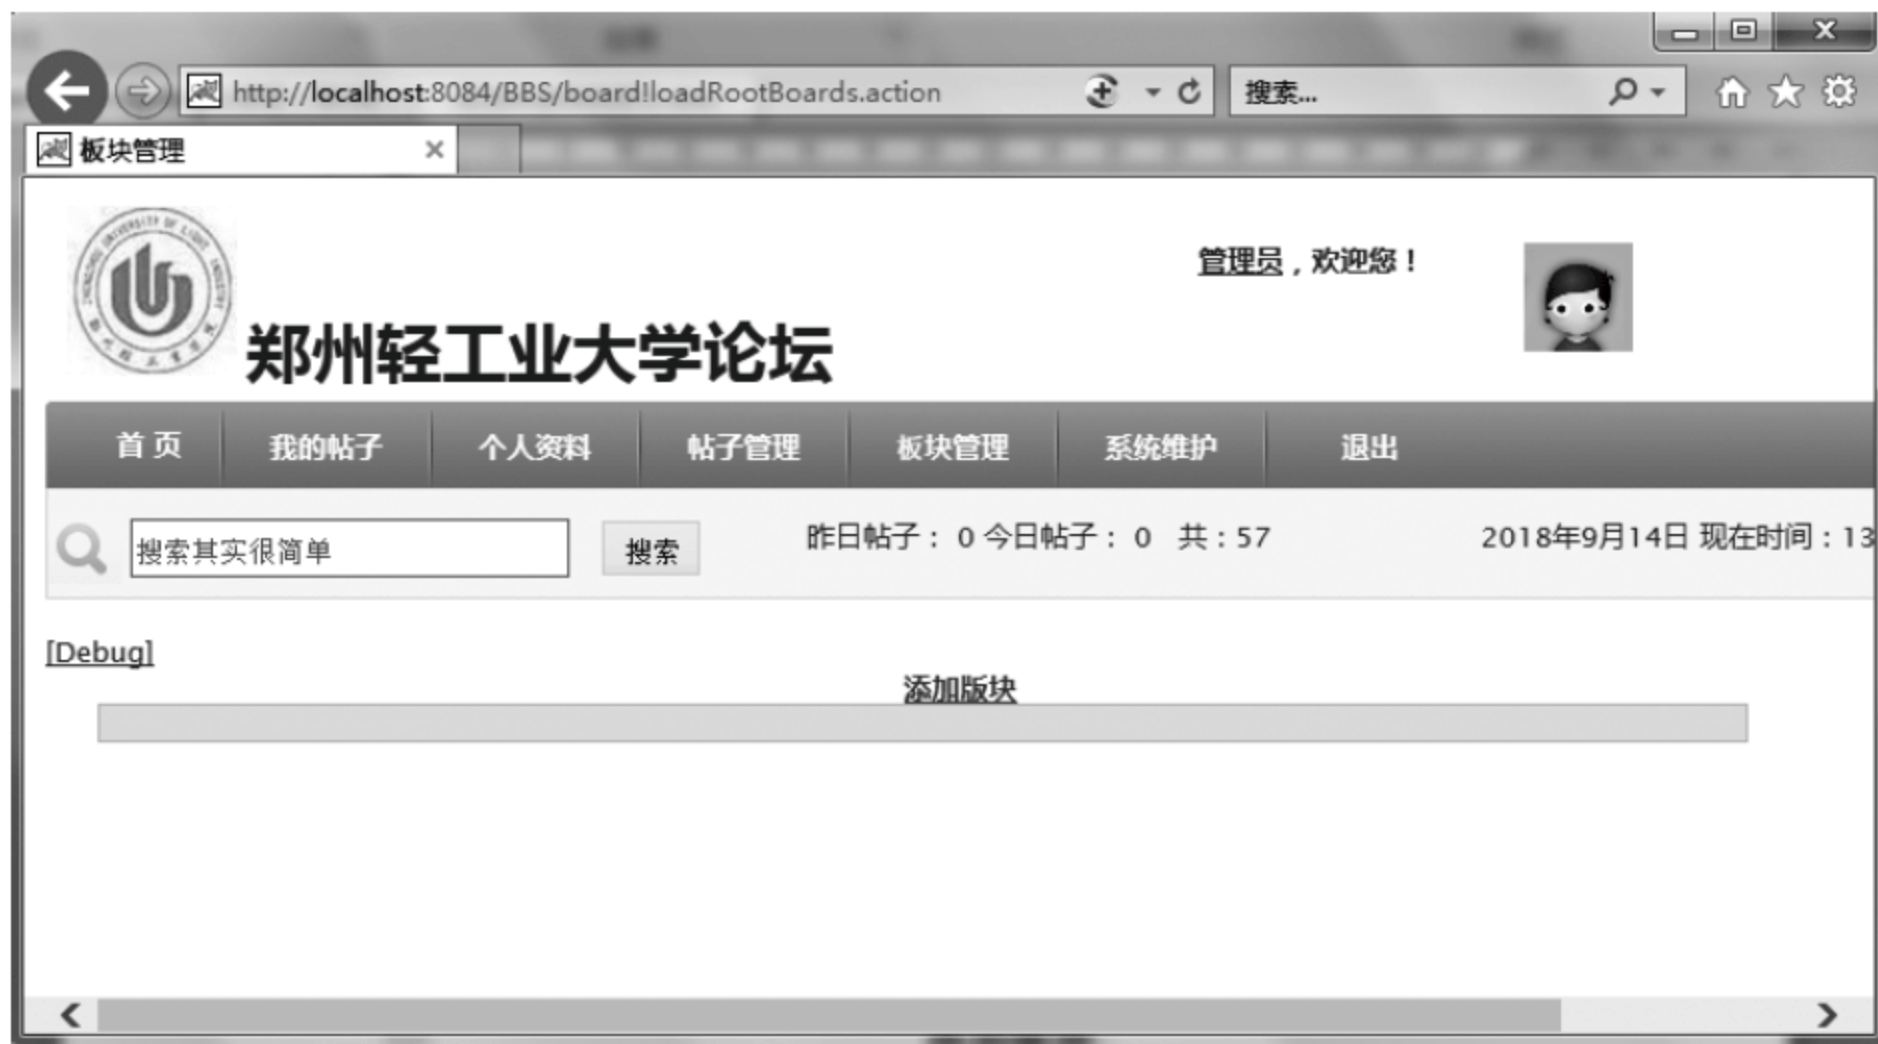 http://localhost:8084/BBS/board!loadRootBoards.action
搜索...
板块管理
管理员，欢迎您！
郑州轻工业大学论坛
首页 我的帖子 个人资料 帖子管理 板块管理 系统维护 退出
搜索其实很简单 搜索 昨日帖子： 0 今日帖子： 0 共：57 2018年9月14日 现在时间：13
[Debug]
添加版块